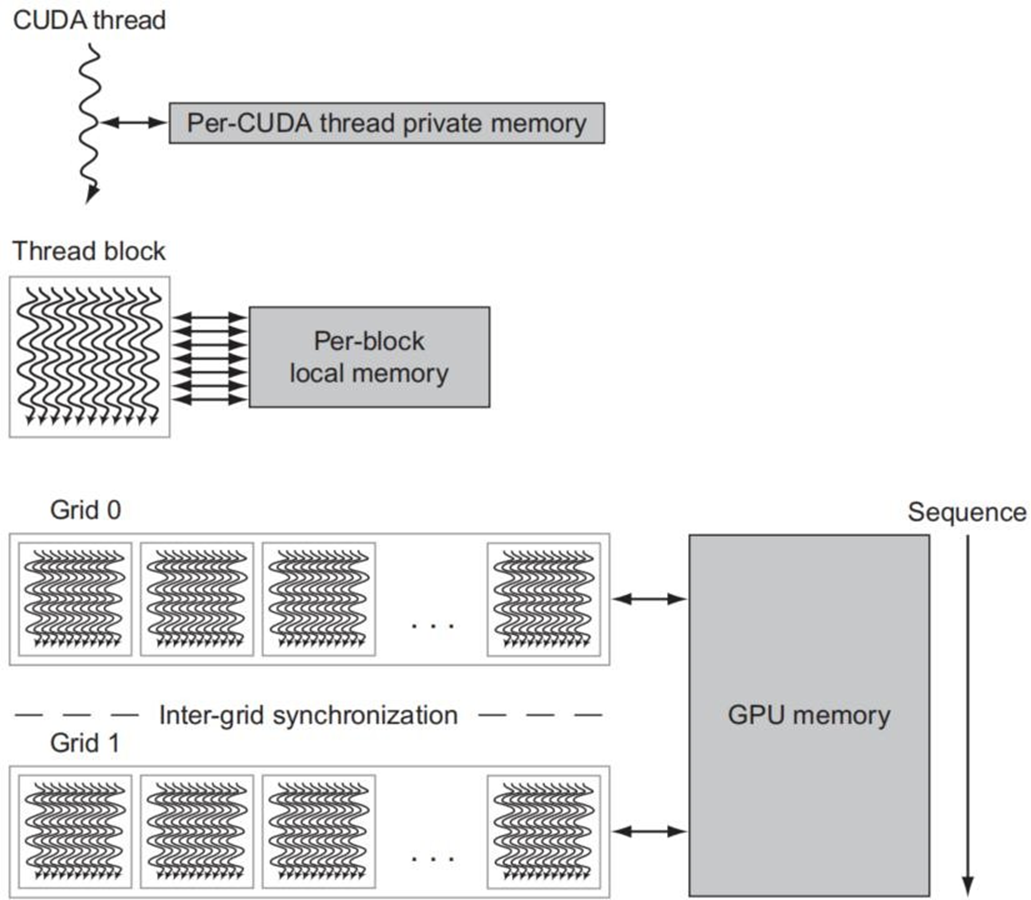 CUDA thread
Per-CUDA thread private memory
Thread block
Per-block
local memory
Grid 0
Sequence
. . .
Inter-grid synchronization
GPU memory
Grid 1
. . .